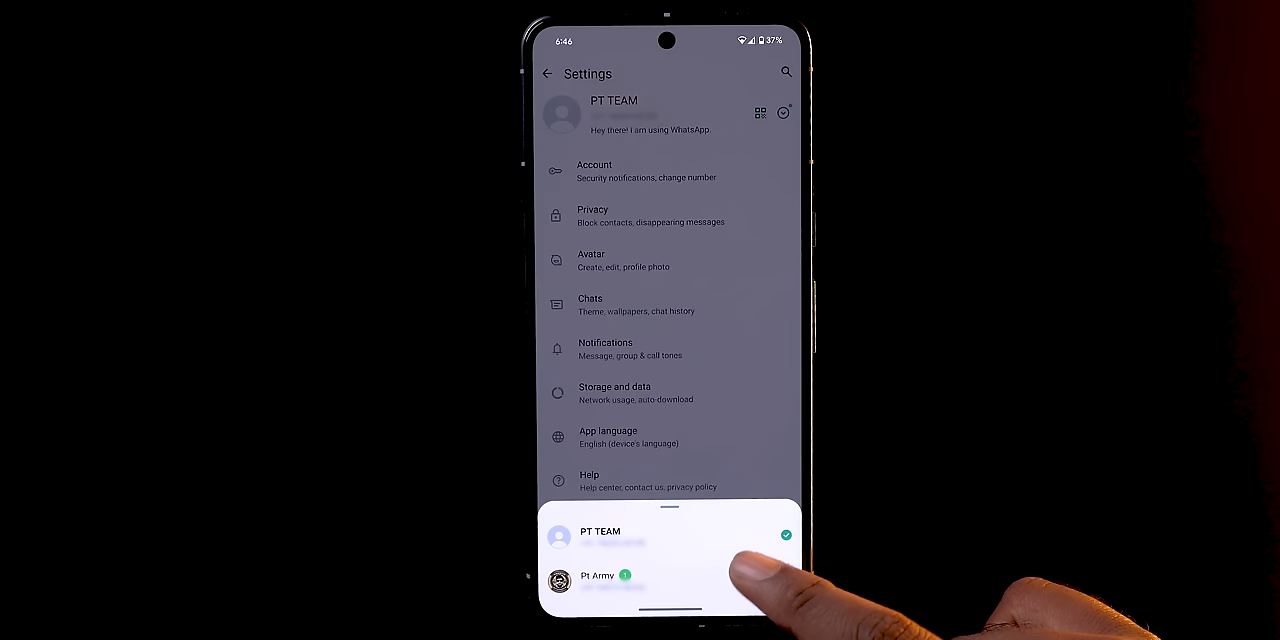 6:46
37%
Settings
PT TEAM
Hey there! I am using WhatsApp.
Account
Security notifications, change number
Privacy
Block contacts, disappearing messages
Avatar
Create, edit, profile photo
Chats
Theme, wallpapers, chat history
Notifications
Message, group & call tones
Storage and data
Network usage, auto-download
App language
English (device's language)
Help
Help center, contact us, privacy policy
PT TEAM
Pt Army 1